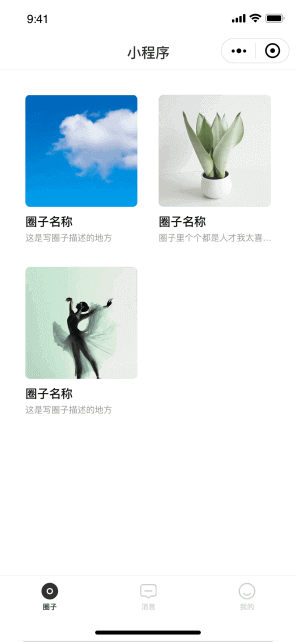 9:41
小程序
圈子名称
这是写圈子描述的地方
圈子名称
圈子里个个都是人才我太喜...
圈子名称
这是写圈子描述的地方
圈子
消息
我的